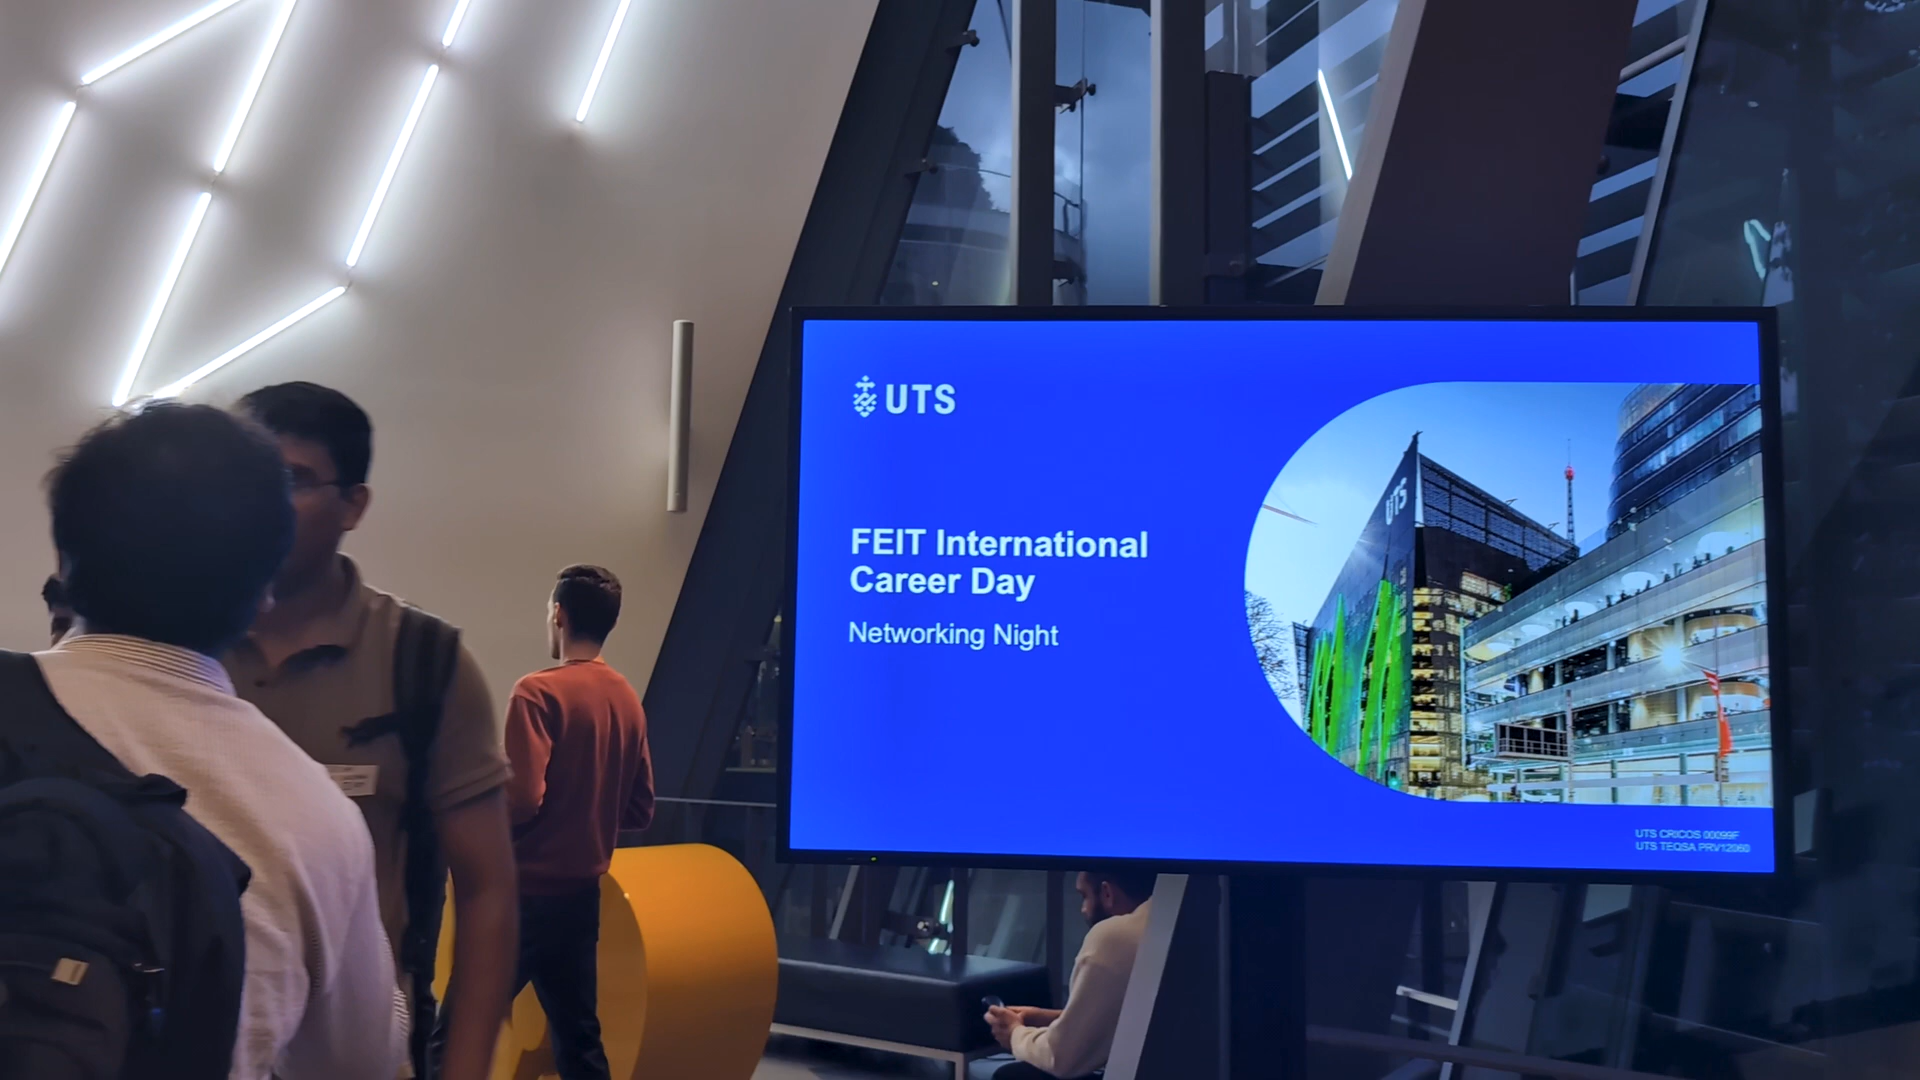 UTS
FEIT International
Career Day
Networking Night
UTS
UTS CRICOS 00099F
UTS TEQSA PRV12060